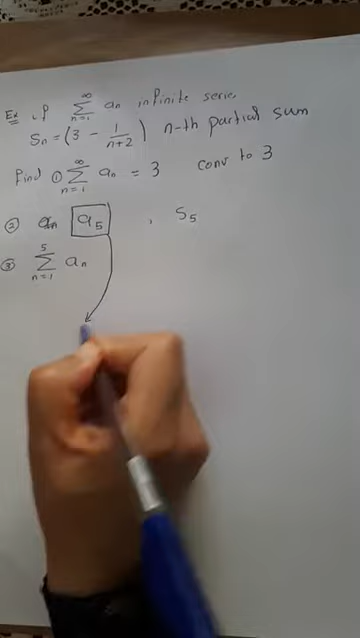 Ex if ∞∑n=1 an infinite serie.
Sn = (3 - 1/(n+2)) n-th partial sum
Find ① ∞∑n=1 an = 3 conv to 3
② an a5 , S5
③ 5∑n=1 an